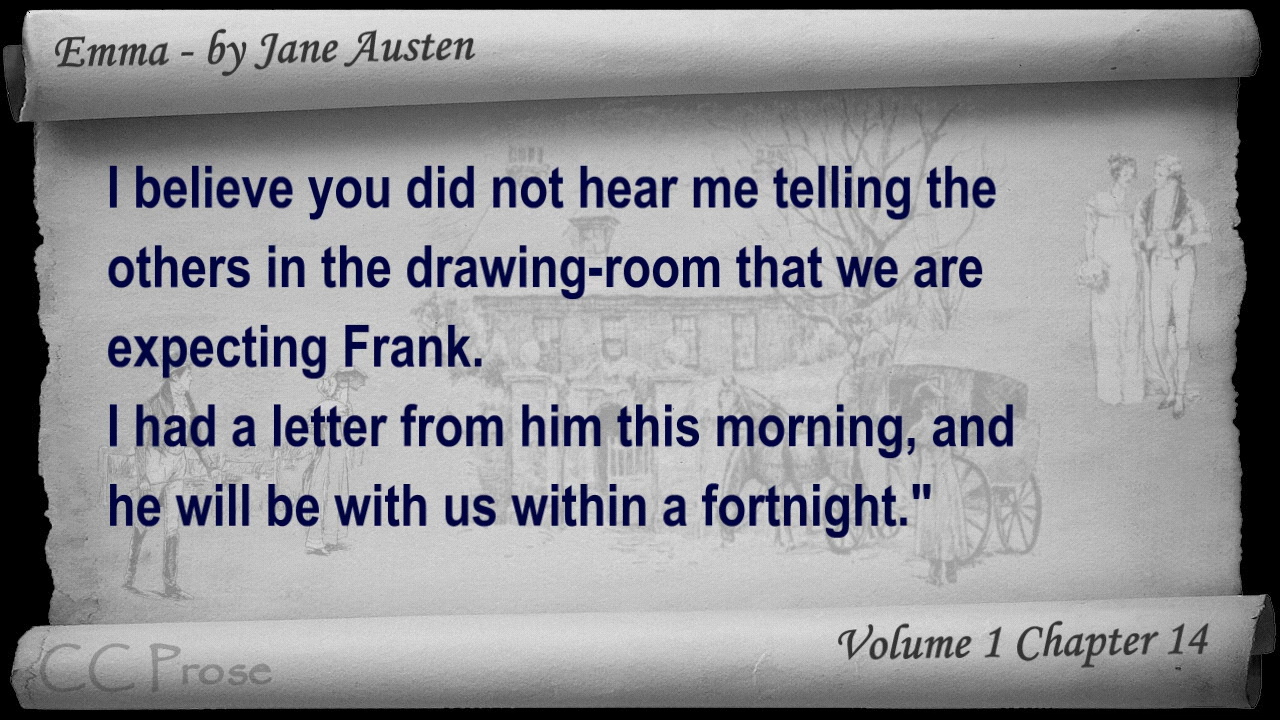 Emma - by Jane Austen
I believe you did not hear me telling the
others in the drawing-room that we are
expecting Frank.
I had a letter from him this morning, and
he will be with us within a fortnight."
Volume 1 Chapter 14
CC Prose